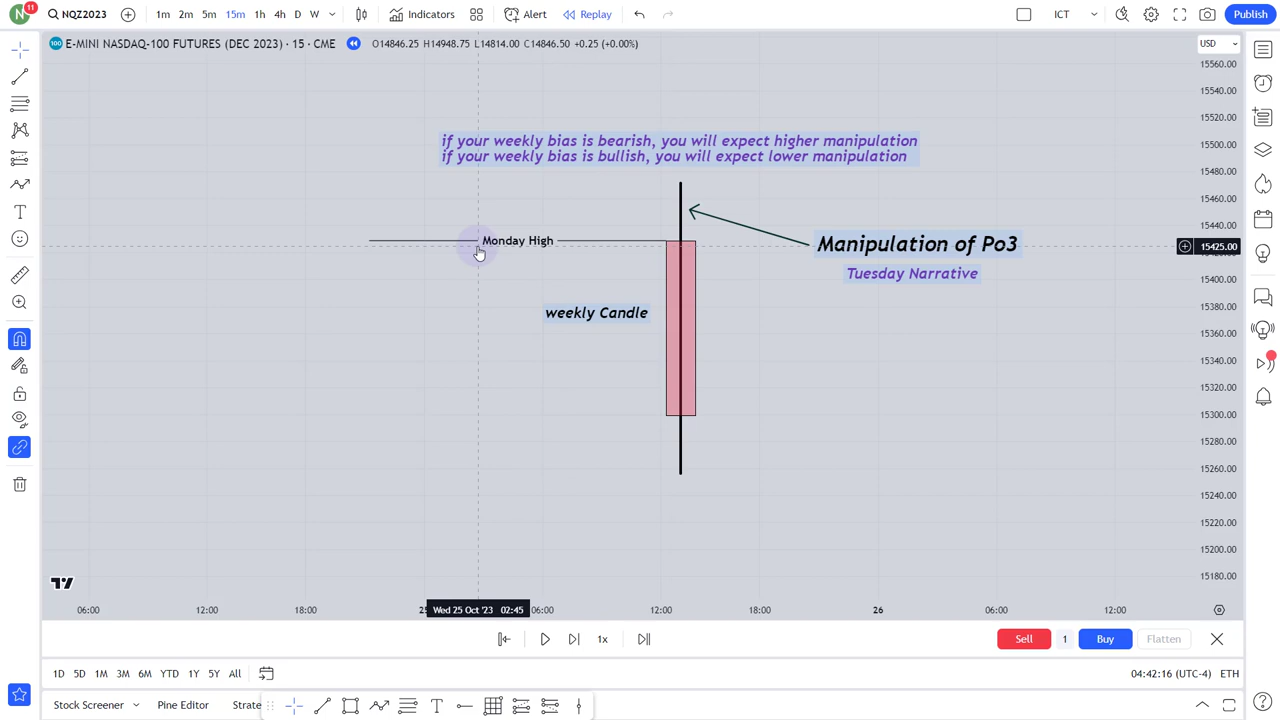 N
11
NQZ2023
1m 2m 5m 15m 1h 4h D W
Indicators
Alert
Replay
ICT
Publish
100 E-MINI NASDAQ-100 FUTURES (DEC 2023) · 15 · CME
O14846.25 H14948.75 L14814.00 C14846.50 +0.25 (+0.00%)
USD
15560.00
15540.00
15520.00
if your weekly bias is bearish, you will expect higher manipulation
15500.00
if your weekly bias is bullish, you will expect lower manipulation
15480.00
15460.00
15440.00
Monday High
Manipulation of Po3
15425.00
Tuesday Narrative
15400.00
weekly Candle
15380.00
15360.00
15340.00
15320.00
15300.00
15280.00
15260.00
15240.00
15220.00
15200.00
15180.00
06:00 12:00 18:00 Wed 25 Oct '23 02:45 06:00 12:00 18:00 26 06:00 12:00
1x
Sell 1 Buy Flatten
1D 5D 1M 3M 6M YTD 1Y 5Y All
04:42:16 (UTC-4) ETH
Stock Screener Pine Editor Strate